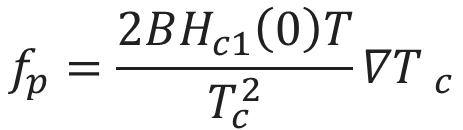 f_p = \frac{2BH_{c1}(0)T}{T_c^2} \nabla T_c